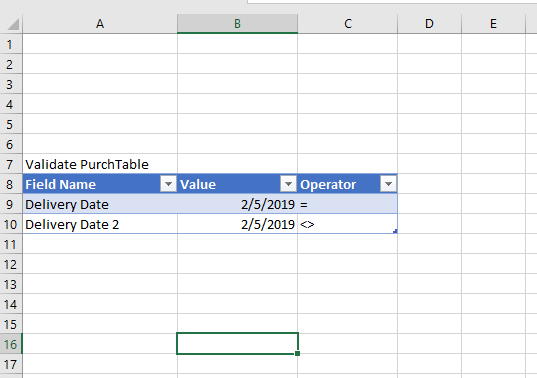 A B C D E
1
2
3
4
5
6
7 Validate PurchTable
8 Field Name Value Operator
9 Delivery Date 2/5/2019 =
10 Delivery Date 2 2/5/2019 <>
11
12
13
14
15
16
17